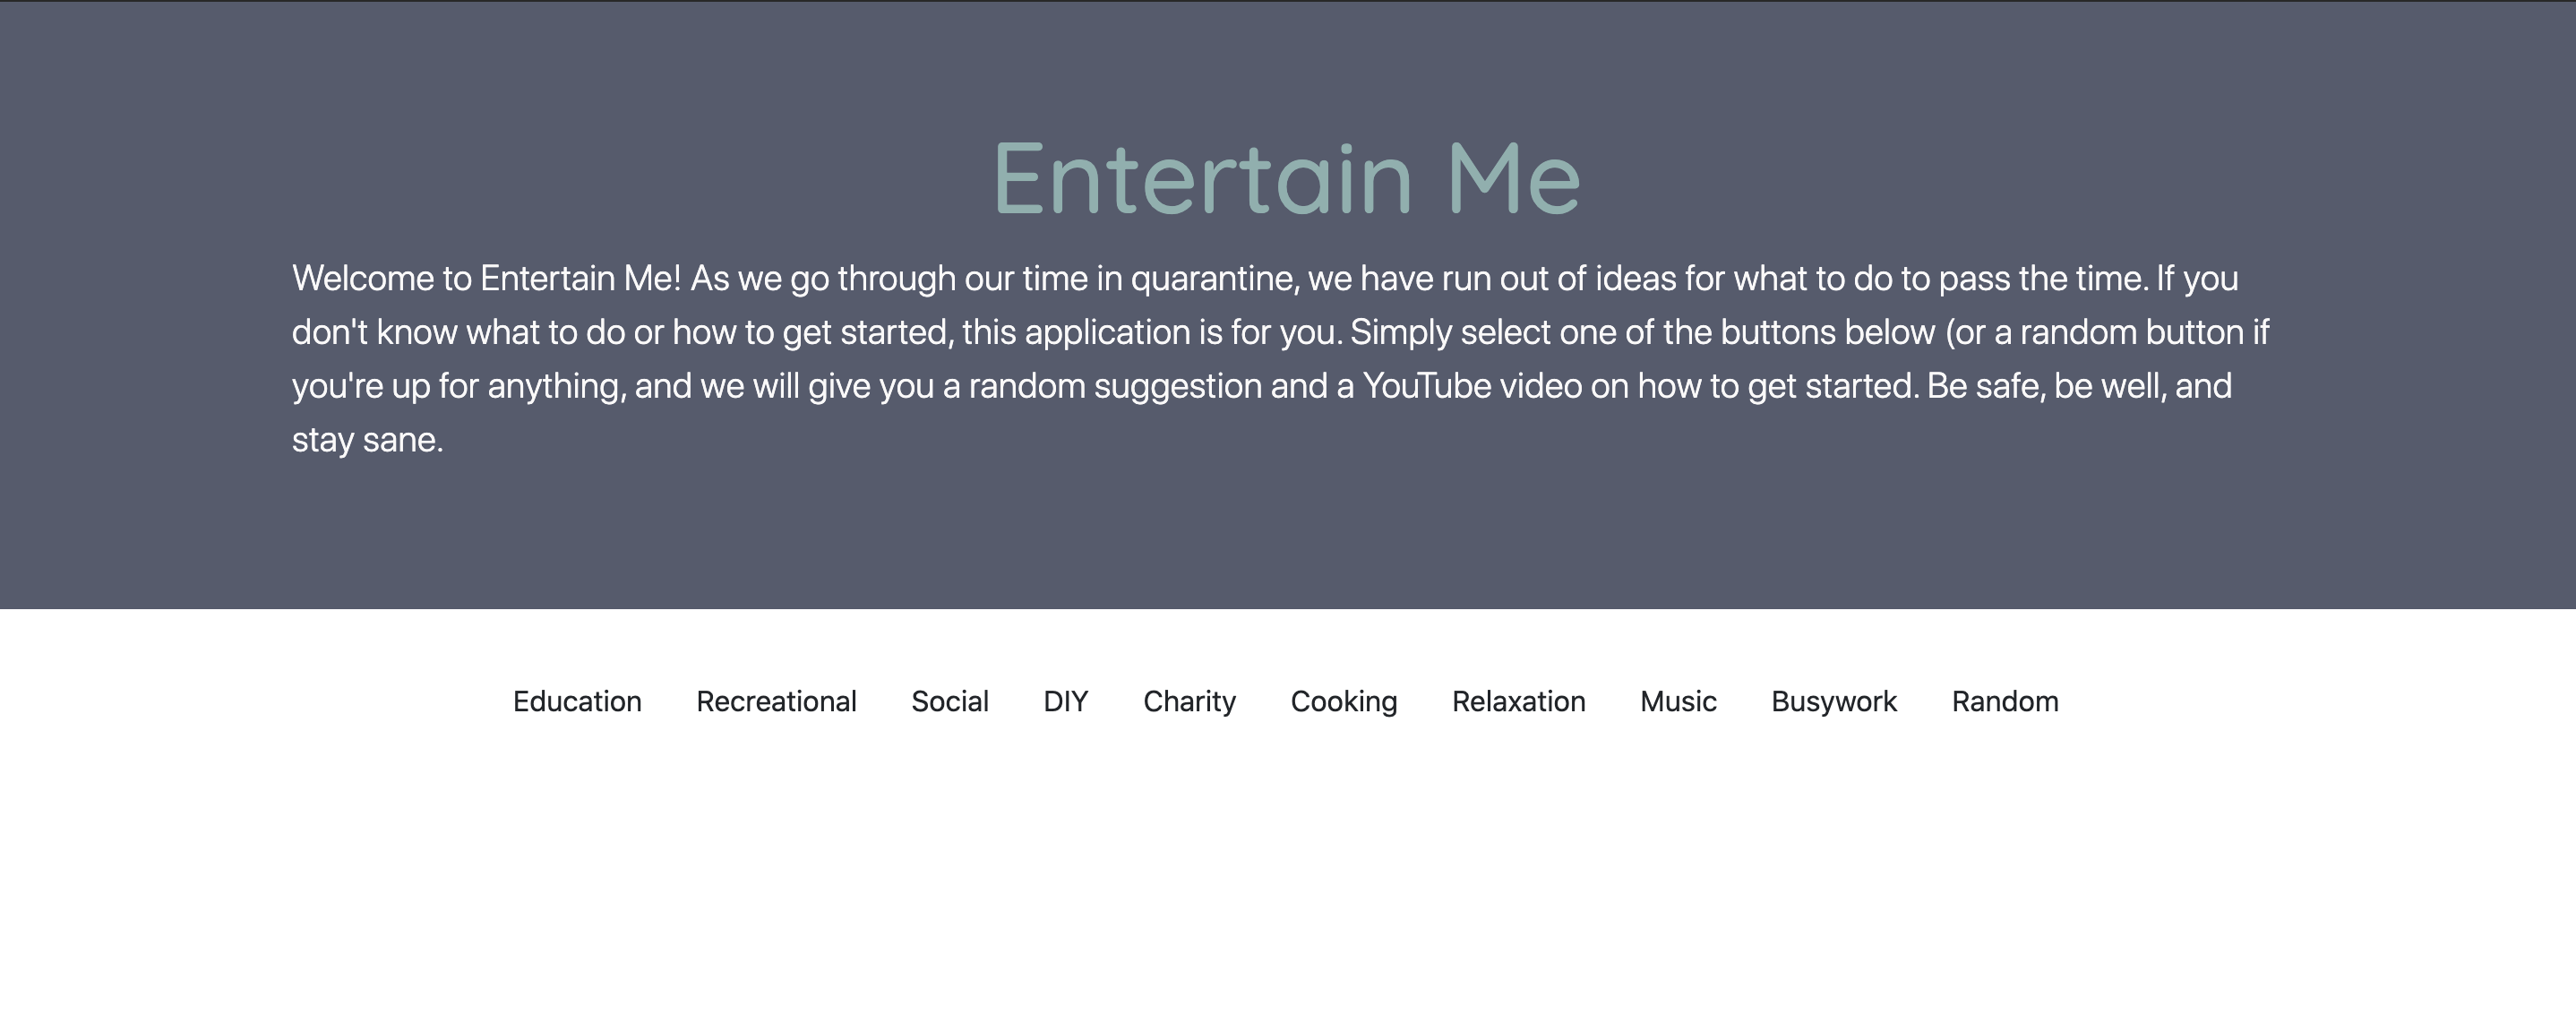 Entertain Me
Welcome to Entertain Me! As we go through our time in quarantine, we have run out of ideas for what to do to pass the time. If you
don't know what to do or how to get started, this application is for you. Simply select one of the buttons below (or a random button if
you're up for anything, and we will give you a random suggestion and a YouTube video on how to get started. Be safe, be well, and
stay sane.
Education Recreational Social DIY Charity Cooking Relaxation Music Busywork Random